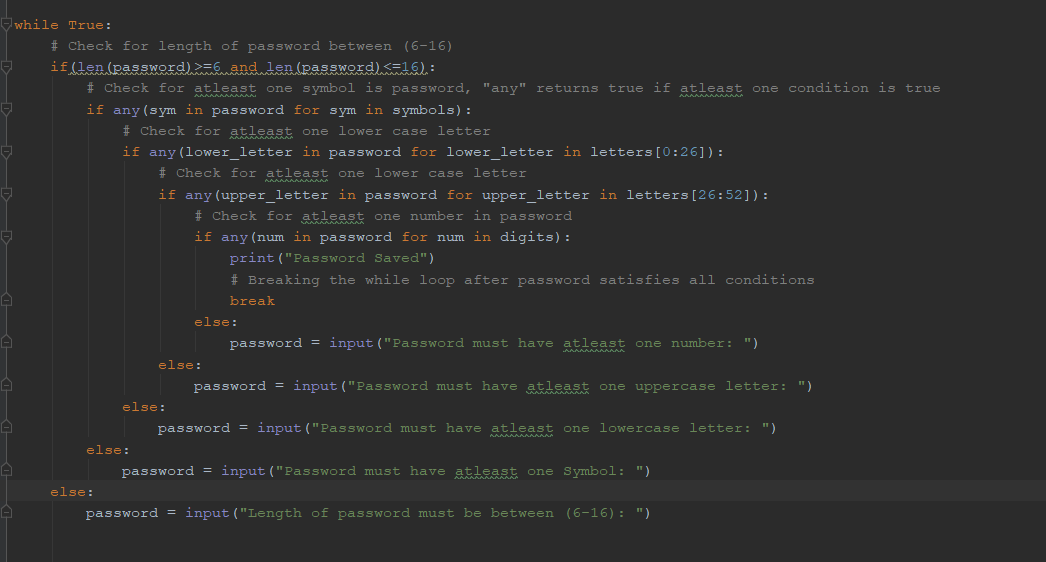 while True:
    # Check for length of password between (6-16)
    if(len(password)>=6 and len(password)<=16):
        # Check for atleast one symbol is password, "any" returns true if atleast one condition is true
        if any(sym in password for sym in symbols):
            # Check for atleast one lower case letter
            if any(lower_letter in password for lower_letter in letters[0:26]):
                # Check for atleast one lower case letter
                if any(upper_letter in password for upper_letter in letters[26:52]):
                    # Check for atleast one number in password
                    if any(num in password for num in digits):
                        print("Password Saved")
                        # Breaking the while loop after password satisfies all conditions
                        break
                    else:
                        password = input("Password must have atleast one number: ")
                else:
                    password = input("Password must have atleast one uppercase letter: ")
            else:
                password = input("Password must have atleast one lowercase letter: ")
        else:
            password = input("Password must have atleast one Symbol: ")
    else:
        password = input("Length of password must be between (6-16): ")